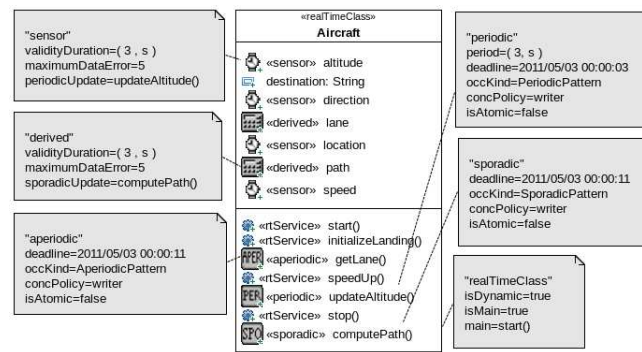 «realTimeClass»
Aircraft
«sensor» altitude
destination: String
«sensor» direction
«derived» lane
«sensor» location
«derived» path
«sensor» speed
«rtService» start()
«rtService» initializeLanding()
APER «aperiodic» getLane()
«rtService» speedUp()
PER «periodic» updateAltitude()
«rtService» stop()
SPO «sporadic» computePath()
"sensor"
validityDuration=( 3 , s )
maximumDataError=5
periodicUpdate=updateAltitude()
"derived"
validityDuration=( 3 , s )
maximumDataError=5
sporadicUpdate=computePath()
"aperiodic"
deadline=2011/05/03 00:00:11
occKind=AperiodicPattern
concPolicy=writer
isAtomic=false
"periodic"
period=( 3, s )
deadline=2011/05/03 00:00:03
occKind=PeriodicPattern
concPolicy=writer
isAtomic=false
"sporadic"
deadline=2011/05/03 00:00:11
occKind=SporadicPattern
concPolicy=writer
isAtomic=false
"realTimeClass"
isDynamic=true
isMain=true
main=start()